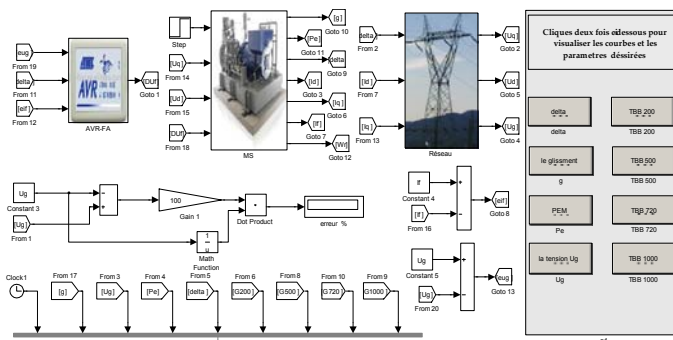 eug
From 19
delta
From 11
[eif]
From 12
AVR
AVR-FA
[DUf]
Goto 1
Step
[Uq]
From 14
[Ud]
From 15
[DUf]
From 18
MS
[g]
Goto 10
[Pe]
Goto 11
delta
Goto 9
[Id]
Goto 3
[Iq]
Goto 6
[If]
Goto 7
[Wr]
Goto 12
delta
From 2
[Id]
From 7
[Iq]
From 13
Réseau
[Uq]
Goto 2
[Ud]
Goto 5
[Ug]
Goto 4
Ug
Constant 3
[Ug]
From 1
100
Gain 1
1
u
Math
Function
Dot Product
erreur %
If
Constant 4
[If]
From 16
[eif]
Goto 8
Ug
Constant 5
[Ug]
From 20
eug
Goto 13
Clock1
From 17
[g]
From 3
[Ug]
From 4
[Pe]
From 5
[delta]
From 6
[G200]
From 8
[G500]
From 10
[G720]
From 9
[G1000]
Cliques deux fois eidessous pour
visualiser les courbes et les
parametres déssirées
delta
delta
TBB 200
TBB 200
le glissment
g
TBB 500
TBB 500
PEM
Pe
TBB 720
TBB 720
la tension Ug
Ug
TBB 1000
TBB 1000